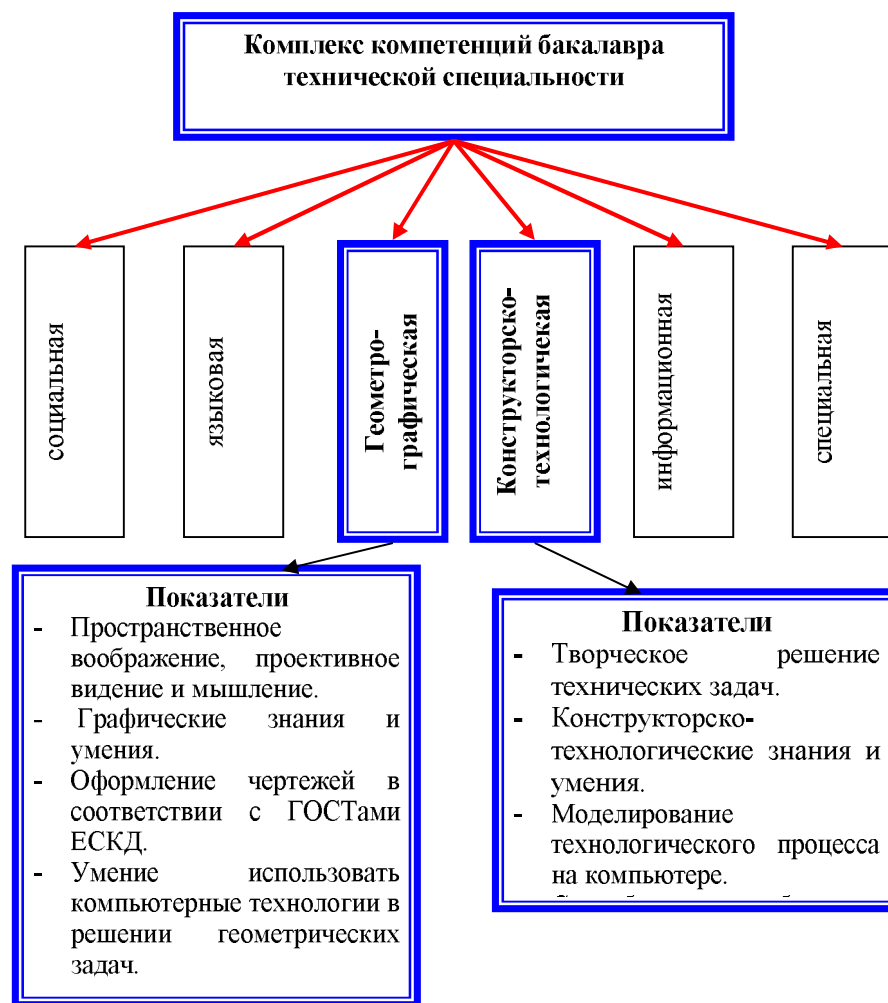 Комплекс компетенций бакалавра
технической специальности
социальная
языковая
Геометро-
графическая
Конструкторско-
технологичекая
информационная
специальная
Показатели
- Пространственное
воображение, проективное
видение и мышление.
- Графические знания и
умения.
- Оформление чертежей в
соответствии с ГОСТами
ЕСКД.
- Умение использовать
компьютерные технологии в
решении геометрических
задач.
Показатели
- Творческое решение
технических задач.
- Конструкторско-
технологические знания и
умения.
- Моделирование
технологического процесса
на компьютере.